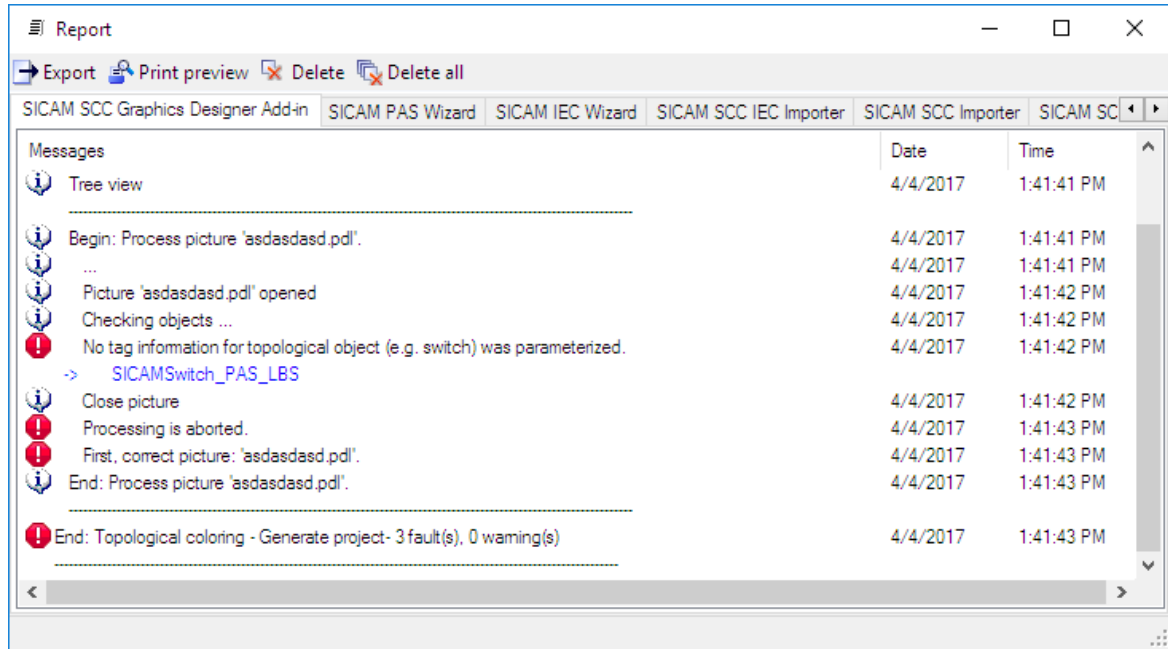 Report
Export Print preview Delete Delete all
SICAM SCC Graphics Designer Add-in SICAM PAS Wizard SICAM IEC Wizard SICAM SCC IEC Importer SICAM SCC Importer SICAM SC
Messages Date Time
Tree view 4/4/2017 1:41:41 PM
Begin: Process picture 'asdasdasd.pdl'. 4/4/2017 1:41:41 PM
... 4/4/2017 1:41:41 PM
Picture 'asdasdasd.pdl' opened 4/4/2017 1:41:42 PM
Checking objects ... 4/4/2017 1:41:42 PM
No tag information for topological object (e.g. switch) was parameterized. 4/4/2017 1:41:42 PM
-> SICAMSwitch_PAS_LBS
Close picture 4/4/2017 1:41:42 PM
Processing is aborted. 4/4/2017 1:41:43 PM
First, correct picture: 'asdasdasd.pdl'. 4/4/2017 1:41:43 PM
End: Process picture 'asdasdasd.pdl'. 4/4/2017 1:41:43 PM
End: Topological coloring - Generate project- 3 fault(s), 0 warning(s) 4/4/2017 1:41:43 PM